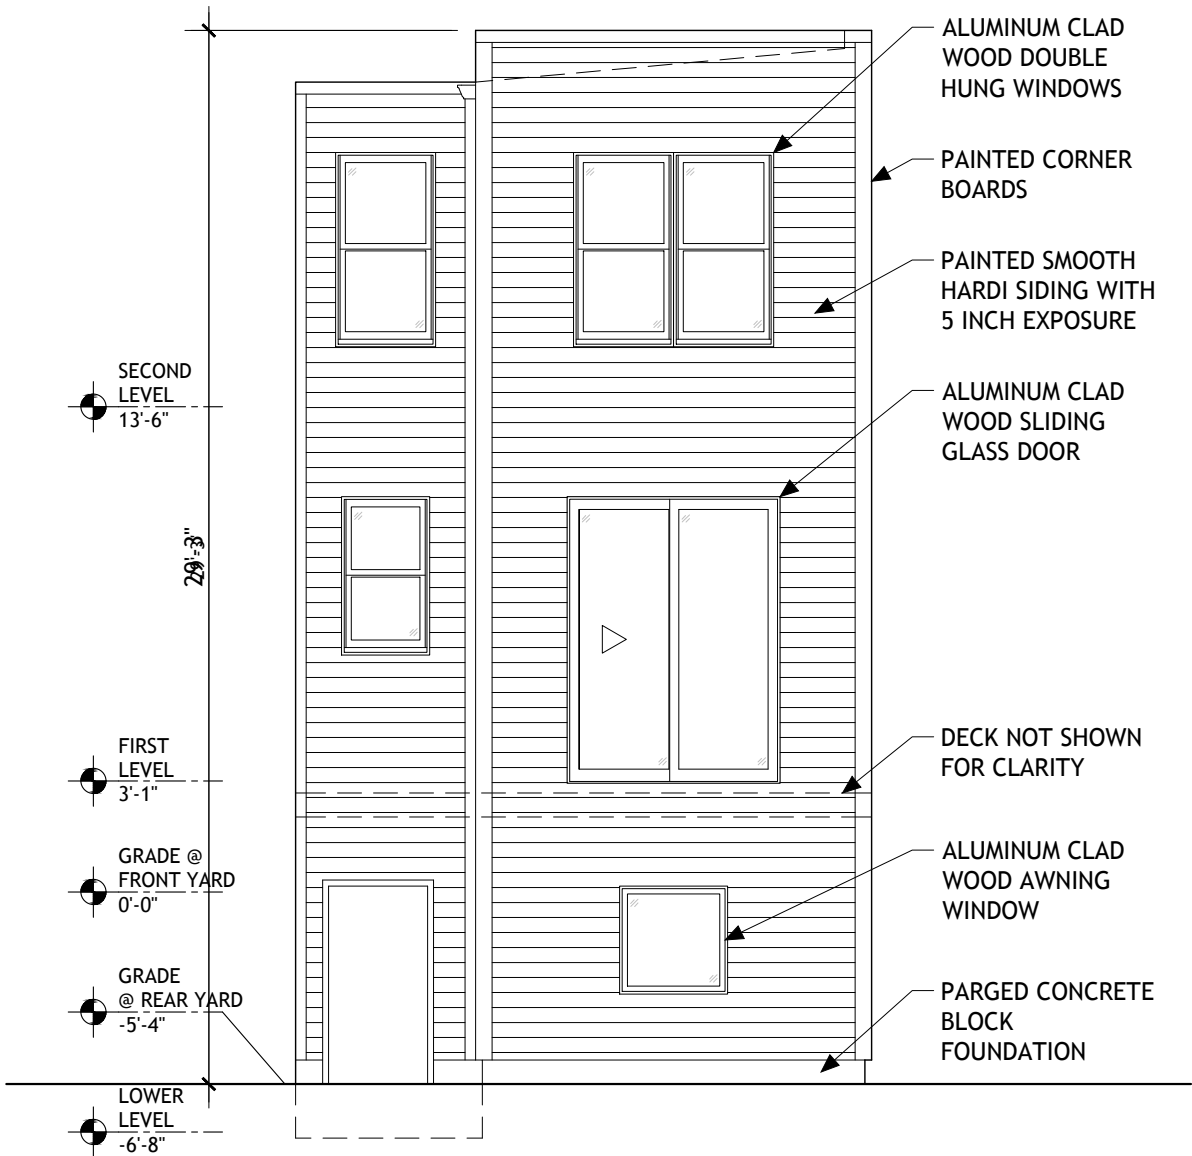 ALUMINUM CLAD
WOOD DOUBLE
HUNG WINDOWS
PAINTED CORNER
BOARDS
PAINTED SMOOTH
HARDI SIDING WITH
5 INCH EXPOSURE
SECOND
LEVEL
13'-6"
ALUMINUM CLAD
WOOD SLIDING
GLASS DOOR
29'-3"
FIRST
LEVEL
3'-1"
DECK NOT SHOWN
FOR CLARITY
GRADE @
FRONT YARD
0'-0"
ALUMINUM CLAD
WOOD AWNING
WINDOW
GRADE
@ REAR YARD
-5'-4"
PARGED CONCRETE
BLOCK
FOUNDATION
LOWER
LEVEL
-6'-8"